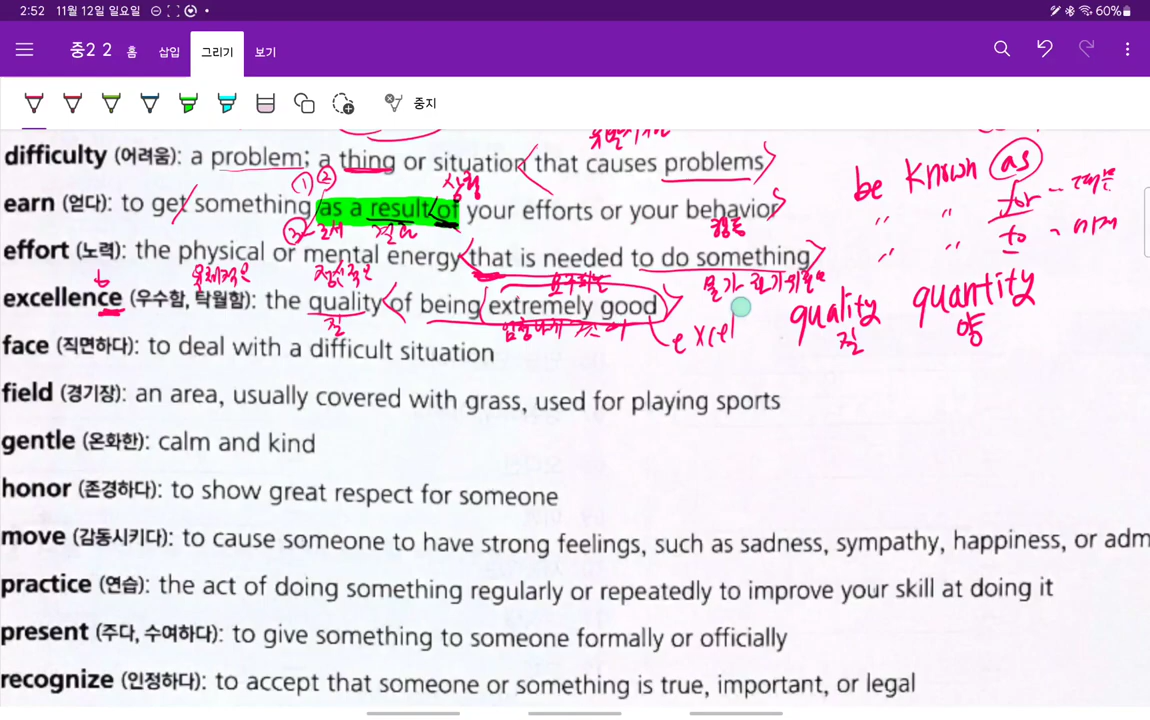 2:52 11월 12일 일요일 60%
중2 2 홈 삽입 그리기 보기
중지
difficulty (어려움): a problem; a thing or situation that causes problems
be known as
① ②
earn (얻다): to get something as a result of your efforts or your behavior
" " for
③
effort (노력): the physical or mental energy that is needed to do something
" " to
육체적은 정신적은 요구하는
excellence (우수함, 탁월함): the quality of being extremely good
excel quality quantity
질 질 양
face (직면하다): to deal with a difficult situation
field (경기장): an area, usually covered with grass, used for playing sports
gentle (온화한): calm and kind
honor (존경하다): to show great respect for someone
move (감동시키다): to cause someone to have strong feelings, such as sadness, sympathy, happiness, or adm
practice (연습): the act of doing something regularly or repeatedly to improve your skill at doing it
present (주다, 수여하다): to give something to someone formally or officially
recognize (인정하다): to accept that someone or something is true, important, or legal